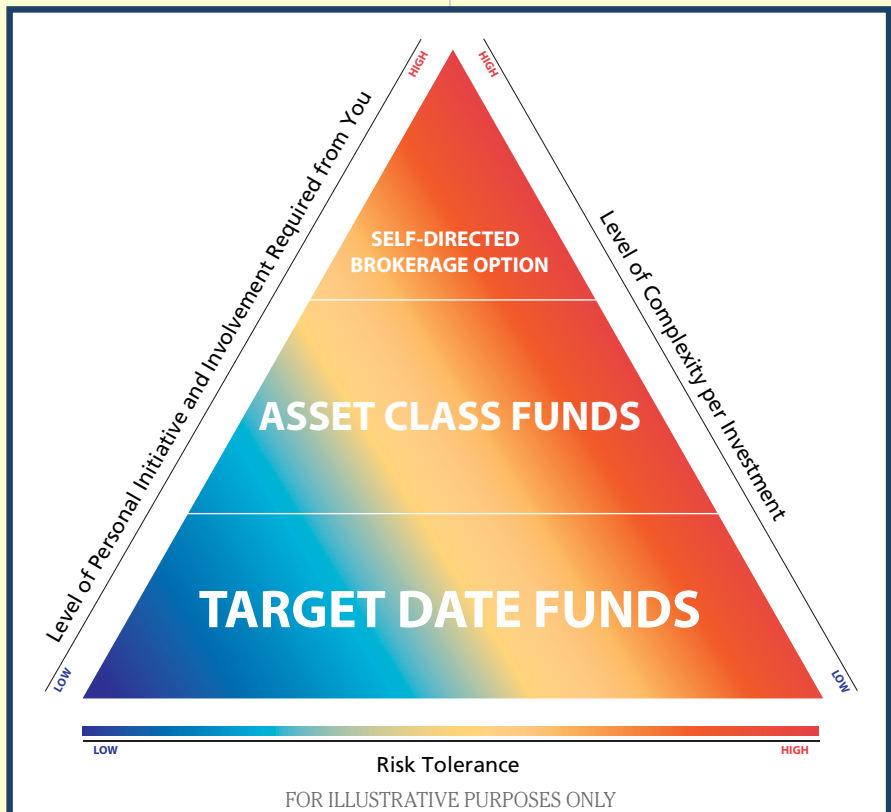 HIGH
HIGH
Level of Personal Initiative and Involvement Required from You
Level of Complexity per Investment
SELF-DIRECTED
BROKERAGE OPTION
ASSET CLASS FUNDS
TARGET DATE FUNDS
LOW
LOW
LOW
HIGH
Risk Tolerance
FOR ILLUSTRATIVE PURPOSES ONLY